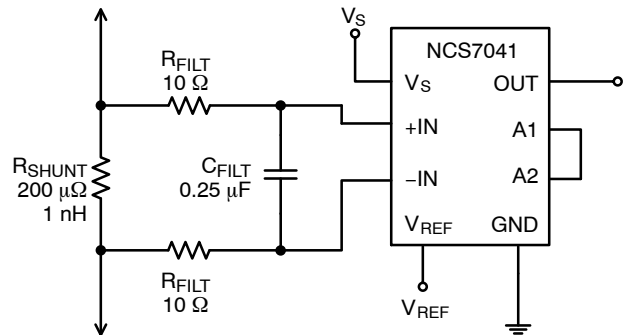 VS
NCS7041
RFILT
10 Ω
VS
OUT
+IN
A1
RSHUNT
200 μΩ
1 nH
CFILT
0.25 μF
−IN
A2
VREF
GND
RFILT
10 Ω
VREF